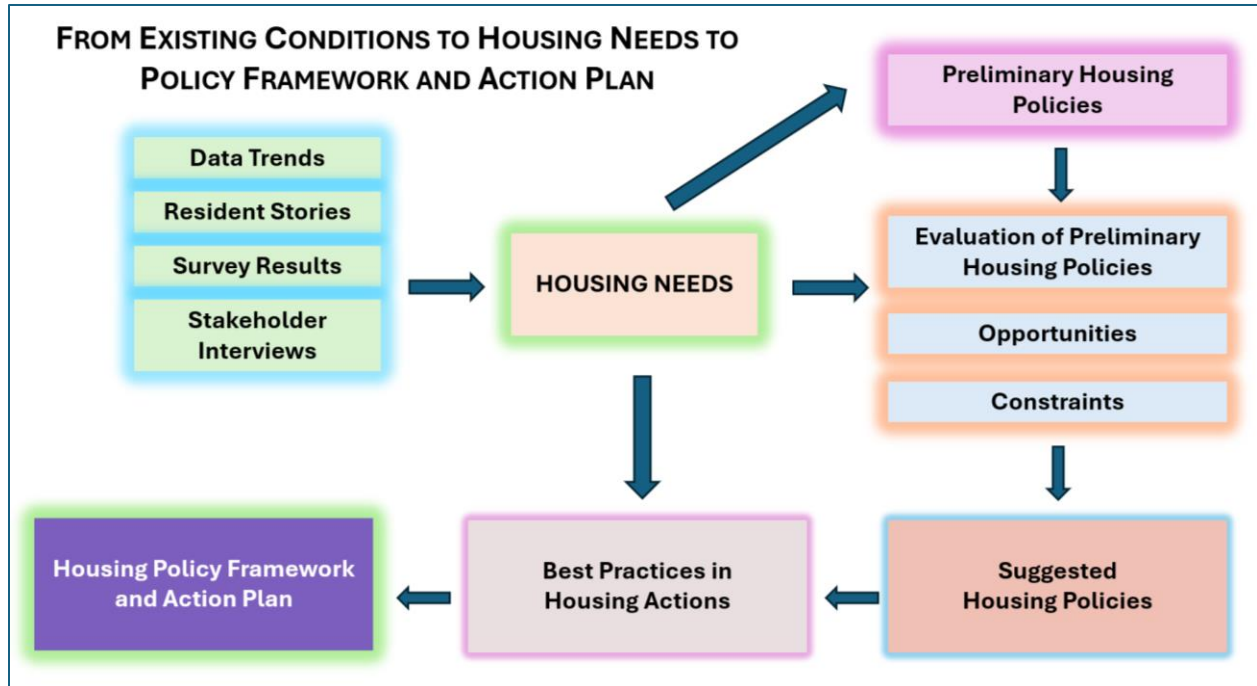 FROM EXISTING CONDITIONS TO HOUSING NEEDS TO
POLICY FRAMEWORK AND ACTION PLAN
Data Trends
Resident Stories
Survey Results
Stakeholder
Interviews
HOUSING NEEDS
Preliminary Housing
Policies
Evaluation of Preliminary
Housing Policies
Opportunities
Constraints
Suggested
Housing Policies
Best Practices in
Housing Actions
Housing Policy Framework
and Action Plan